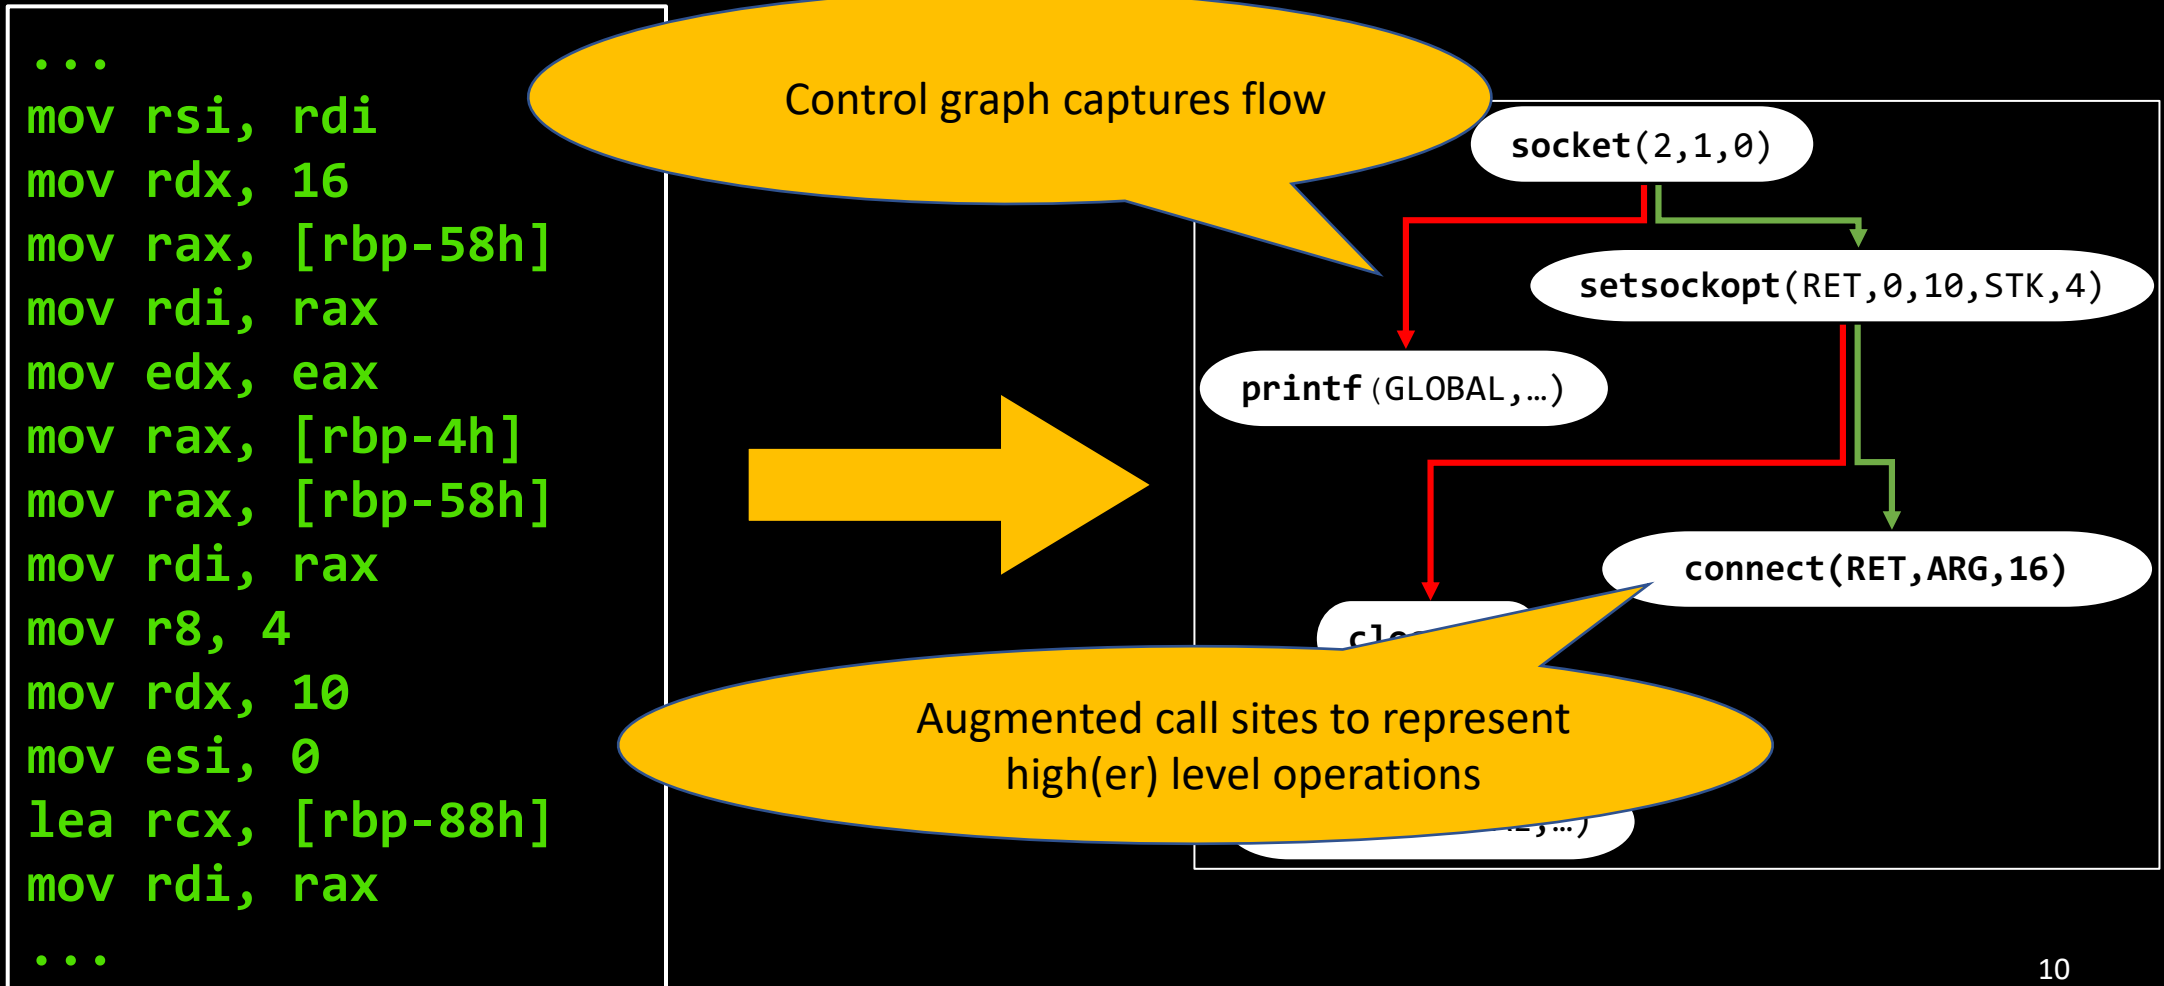 ...
mov rsi, rdi
mov rdx, 16
mov rax, [rbp-58h]
mov rdi, rax
mov edx, eax
mov rax, [rbp-4h]
mov rax, [rbp-58h]
mov rdi, rax
mov r8, 4
mov rdx, 10
mov esi, 0
lea rcx, [rbp-88h]
mov rdi, rax
...
Control graph captures flow
socket(2,1,0)
setsockopt(RET,0,10,STK,4)
printf(GLOBAL,…)
connect(RET,ARG,16)
Augmented call sites to represent
high(er) level operations
,…)
10